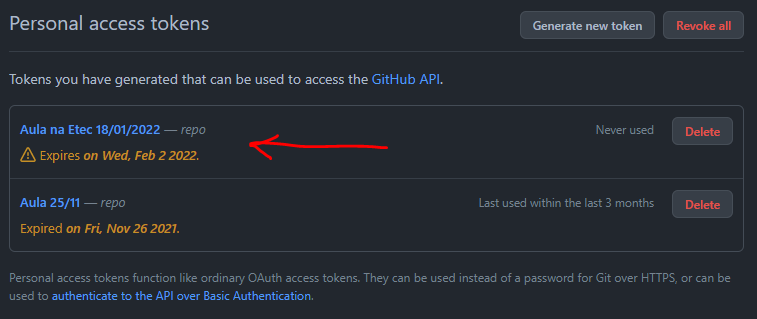 Personal access tokens
Generate new token
Revoke all
Tokens you have generated that can be used to access the GitHub API.
Aula na Etec 18/01/2022 — repo
Never used
Delete
Expires on Wed, Feb 2 2022.
Aula 25/11 — repo
Last used within the last 3 months
Delete
Expired on Fri, Nov 26 2021.
Personal access tokens function like ordinary OAuth access tokens. They can be used instead of a password for Git over HTTPS, or can be
used to authenticate to the API over Basic Authentication.